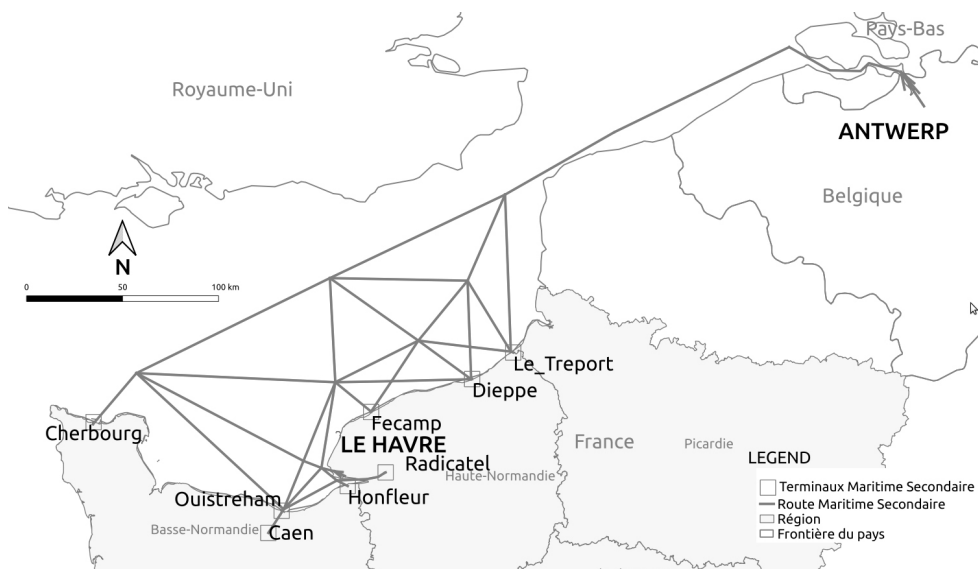 Pays-Bas
Royaume-Uni
ANTWERP
Belgique
N
0 50 100 km
Le_Treport
Dieppe
Fecamp
Cherbourg
LE HAVRE
France
Picardie
Radicatel
LEGEND
Haute-Normandie
Terminaux Maritime Secondaire
Ouistreham
Honfleur
Route Maritime Secondaire
Région
Basse-Normandie
Caen
Frontière du pays